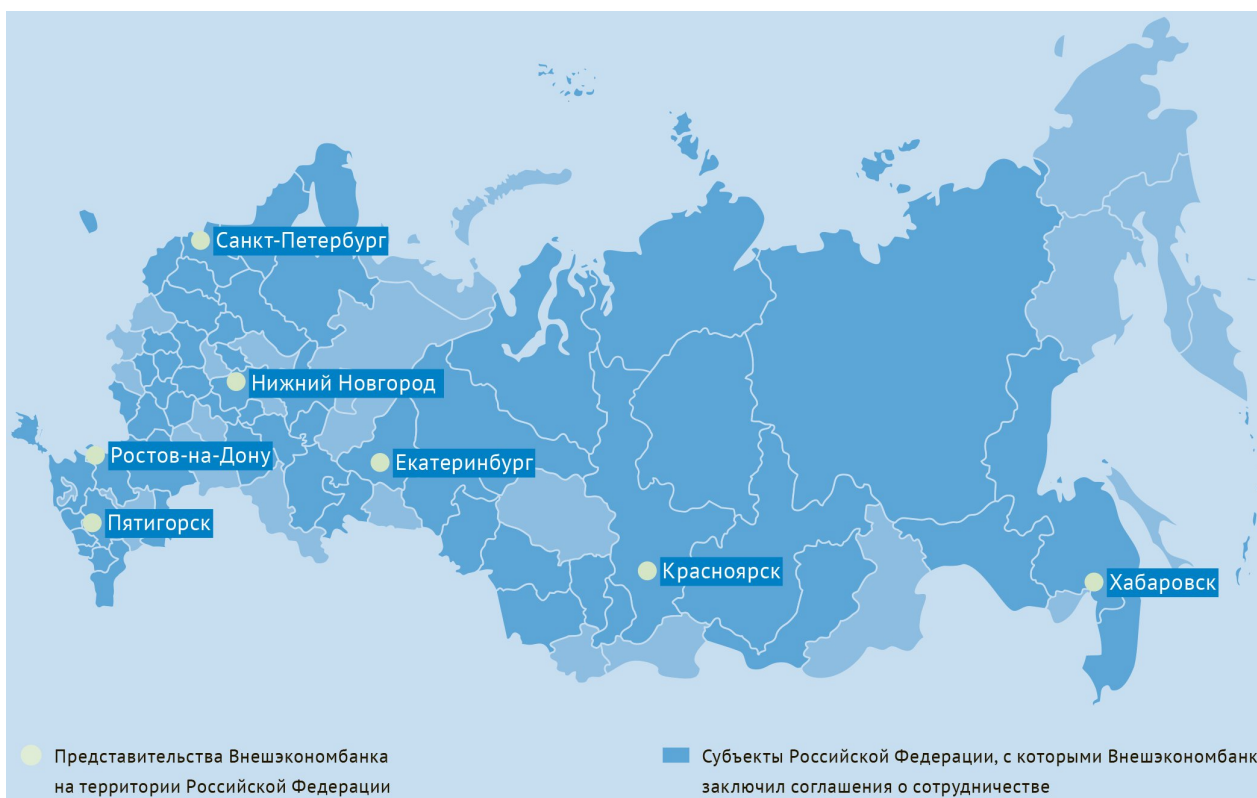 Санкт-Петербург
Нижний Новгород
Ростов-на-Дону
Екатеринбург
Пятигорск
Красноярск
Хабаровск
Представительства Внешэкономбанка
на территории Российской Федерации
Субъекты Российской Федерации, с которыми Внешэкономбанк
заключил соглашения о сотрудничестве